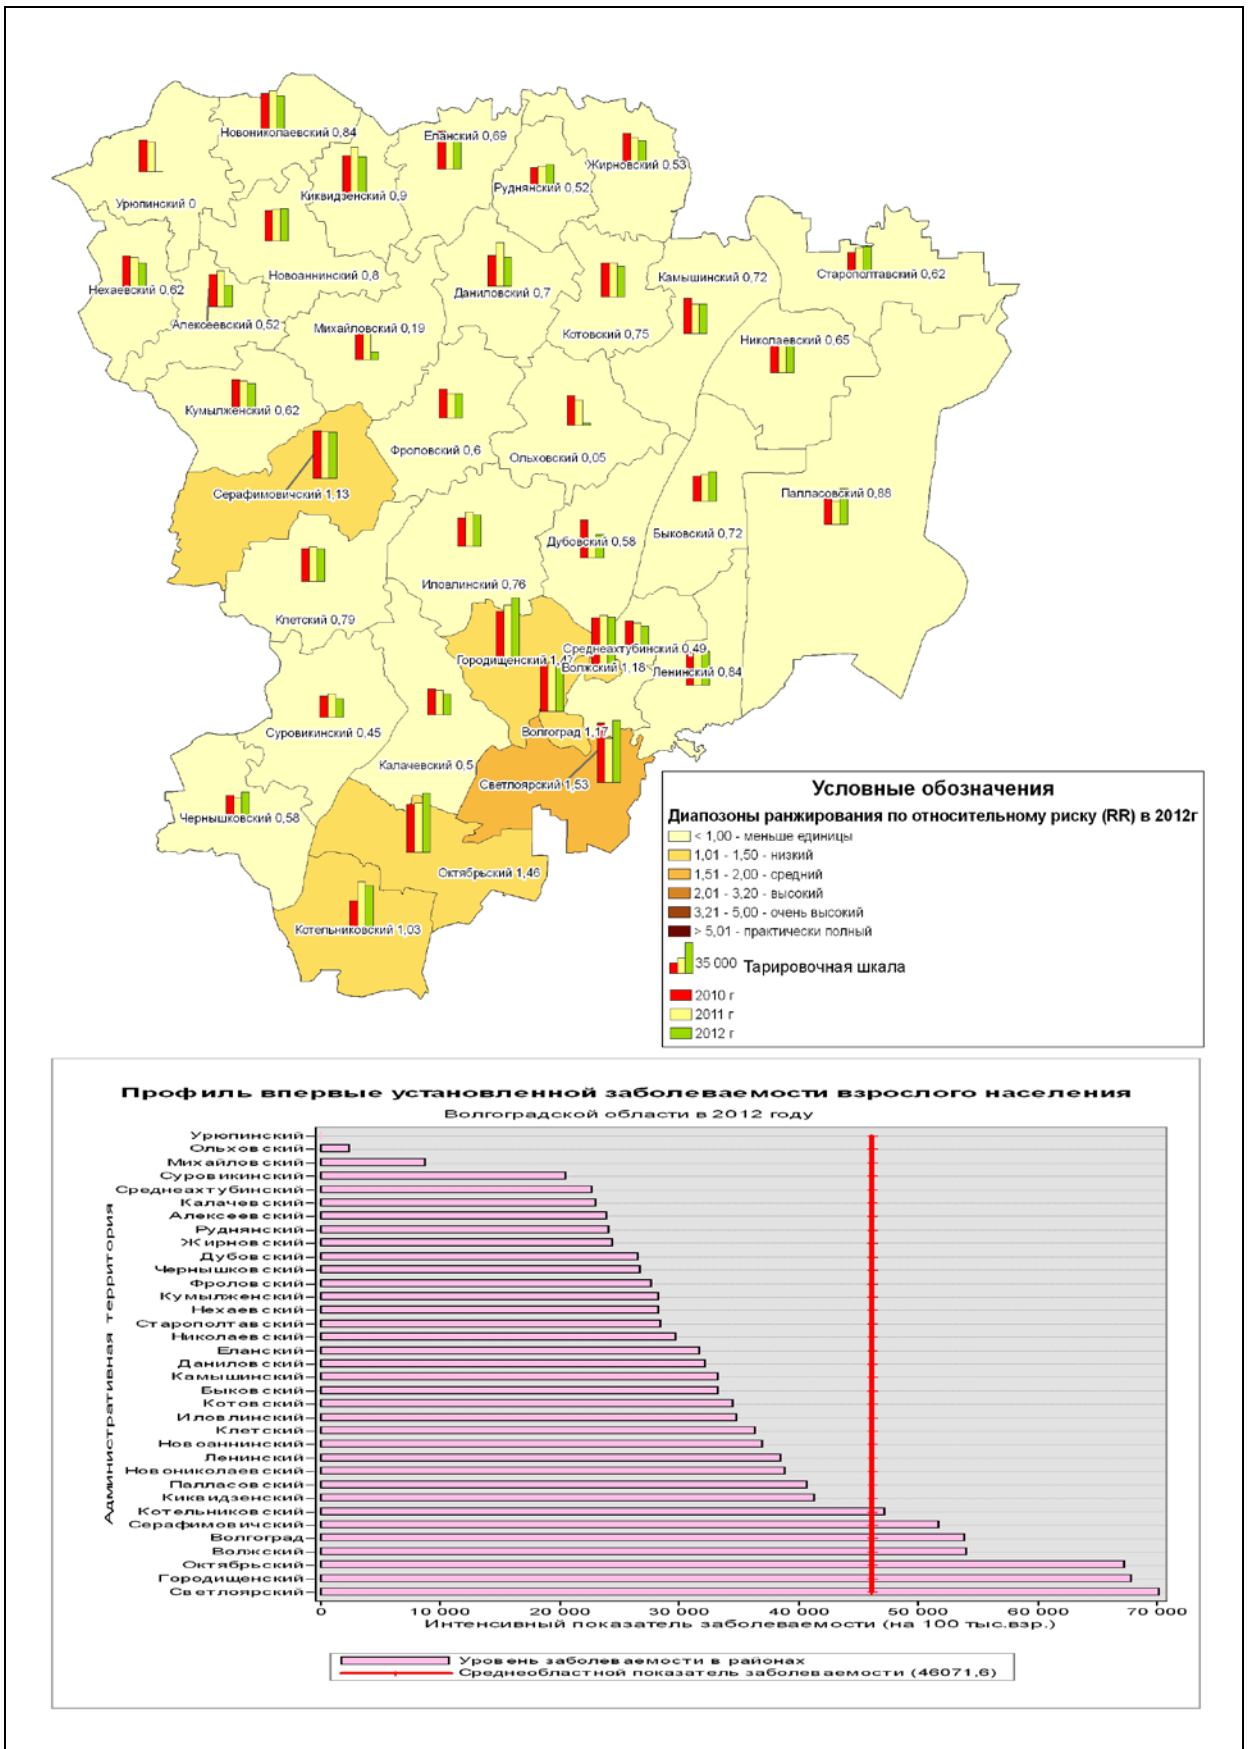 Новониколаевский 0,84
Еланский 0,69
Жирновский 0,53
Руднянский 0,52
Киквидзенский 0,9
Урюпинский 0
Новоаннинский 0,8
Нехаевский 0,62
Старополтавский 0,62
Камышинский 0,72
Даниловский 0,7
Алексеевский 0,52
Михайловский 0,19
Котовский 0,75
Николаевский 0,65
Кумылженский 0,62
Фроловский 0,6
Ольховский 0,05
Серафимовичский 1,13
Палласовский 0,88
Быковский 0,72
Дубовский 0,58
Иловлинский 0,76
Клетский 0,79
Среднеахтубинский 0,49
Городищенский 1,47
Волжский 1,18
Ленинский 0,84
Суровикинский 0,45
Волгоград 1,17
Калачевский 0,5
Светлоярский 1,53
Чернышковский 0,58
Октябрьский 1,46
Котельниковский 1,03
Условные обозначения
Диапозоны ранжирования по относительному риску (RR) в 2012г
< 1,00 - меньше единицы
1,01 - 1,50 - низкий
1,51 - 2,00 - средний
2,01 - 3,20 - высокий
3,21 - 5,00 - очень высокий
> 5,01 - практически полный
35 000 Тарировочная шкала
2010 г
2011 г
2012 г
Профиль впервые установленной заболеваемости взрослого населения
Волгоградской области в 2012 году
Административная территория
Урюпинский
Ольховский
Михайловский
Суровикинский
Среднеахтубинский
Калачевский
Алексеевский
Руднянский
Жирновский
Дубовский
Чернышковский
Фроловский
Кумылженский
Нехаевский
Старополтавский
Николаевский
Еланский
Даниловский
Камышинский
Быковский
Котовский
Иловлинский
Клетский
Новоаннинский
Ленинский
Новониколаевский
Палласовский
Киквидзенский
Котельниковский
Серафимовичский
Волгоград
Волжский
Октябрьский
Городищенский
Светлоярский
0 10 000 20 000 30 000 40 000 50 000 60 000 70 000
Интенсивный показатель заболеваемости (на 100 тыс.взр.)
Уровень заболеваемости в районах
Среднеобластной показатель заболеваемости (46071,6)